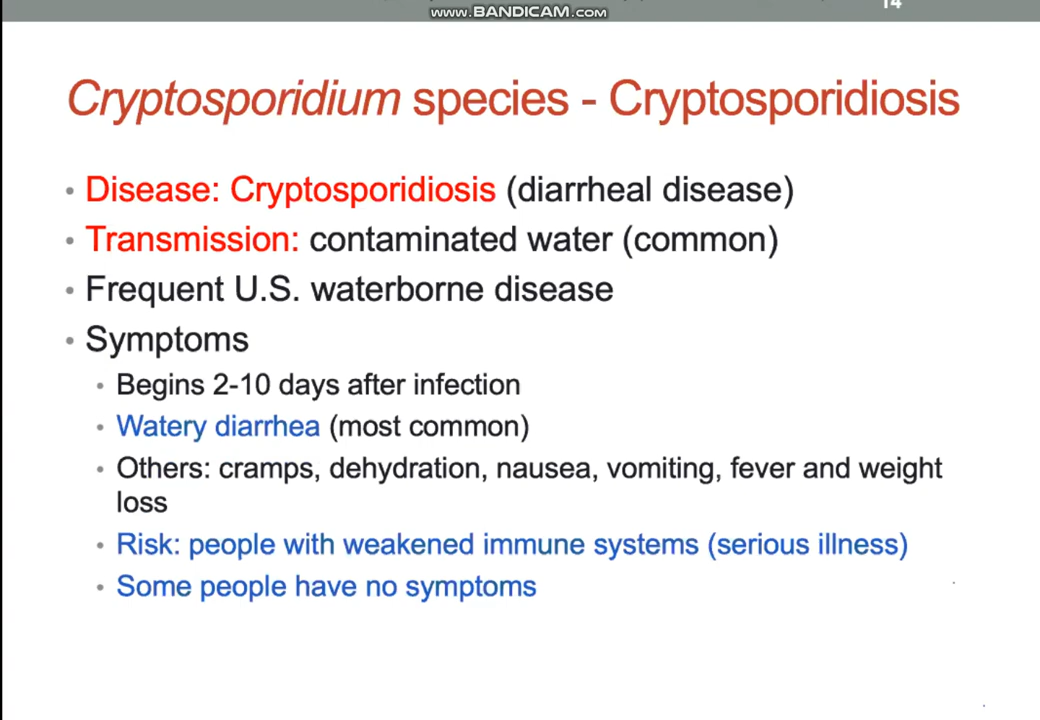 www.BANDICAM.com
14
Cryptosporidium species - Cryptosporidiosis
• Disease: Cryptosporidiosis (diarrheal disease)
• Transmission: contaminated water (common)
• Frequent U.S. waterborne disease
• Symptoms
• Begins 2-10 days after infection
• Watery diarrhea (most common)
• Others: cramps, dehydration, nausea, vomiting, fever and weight
loss
• Risk: people with weakened immune systems (serious illness)
• Some people have no symptoms